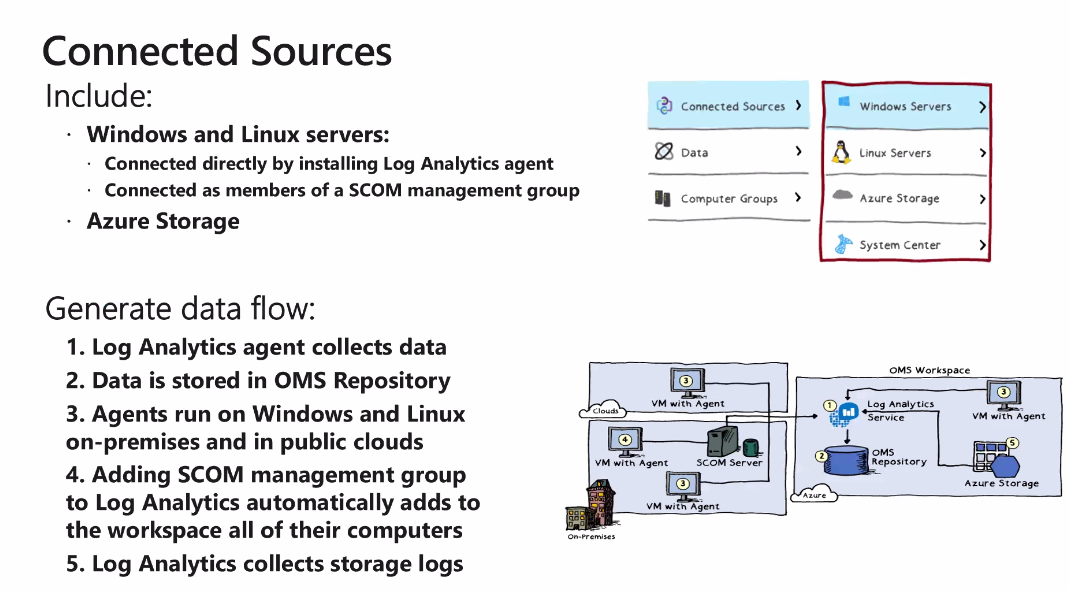 Connected Sources
Include:
· Windows and Linux servers:
· Connected directly by installing Log Analytics agent
· Connected as members of a SCOM management group
· Azure Storage
Connected Sources
Data
Computer Groups
Windows Servers
Linux Servers
Azure Storage
System Center
Generate data flow:
1. Log Analytics agent collects data
2. Data is stored in OMS Repository
3. Agents run on Windows and Linux
on-premises and in public clouds
4. Adding SCOM management group
to Log Analytics automatically adds to
the workspace all of their computers
5. Log Analytics collects storage logs
3
VM with Agent
Clouds
4
VM with Agent
SCOM Server
3
VM with Agent
On-Premises
OMS Workspace
1
Log Analytics
Service
3
VM with Agent
2
OMS
Repository
5
Azure Storage
Azure